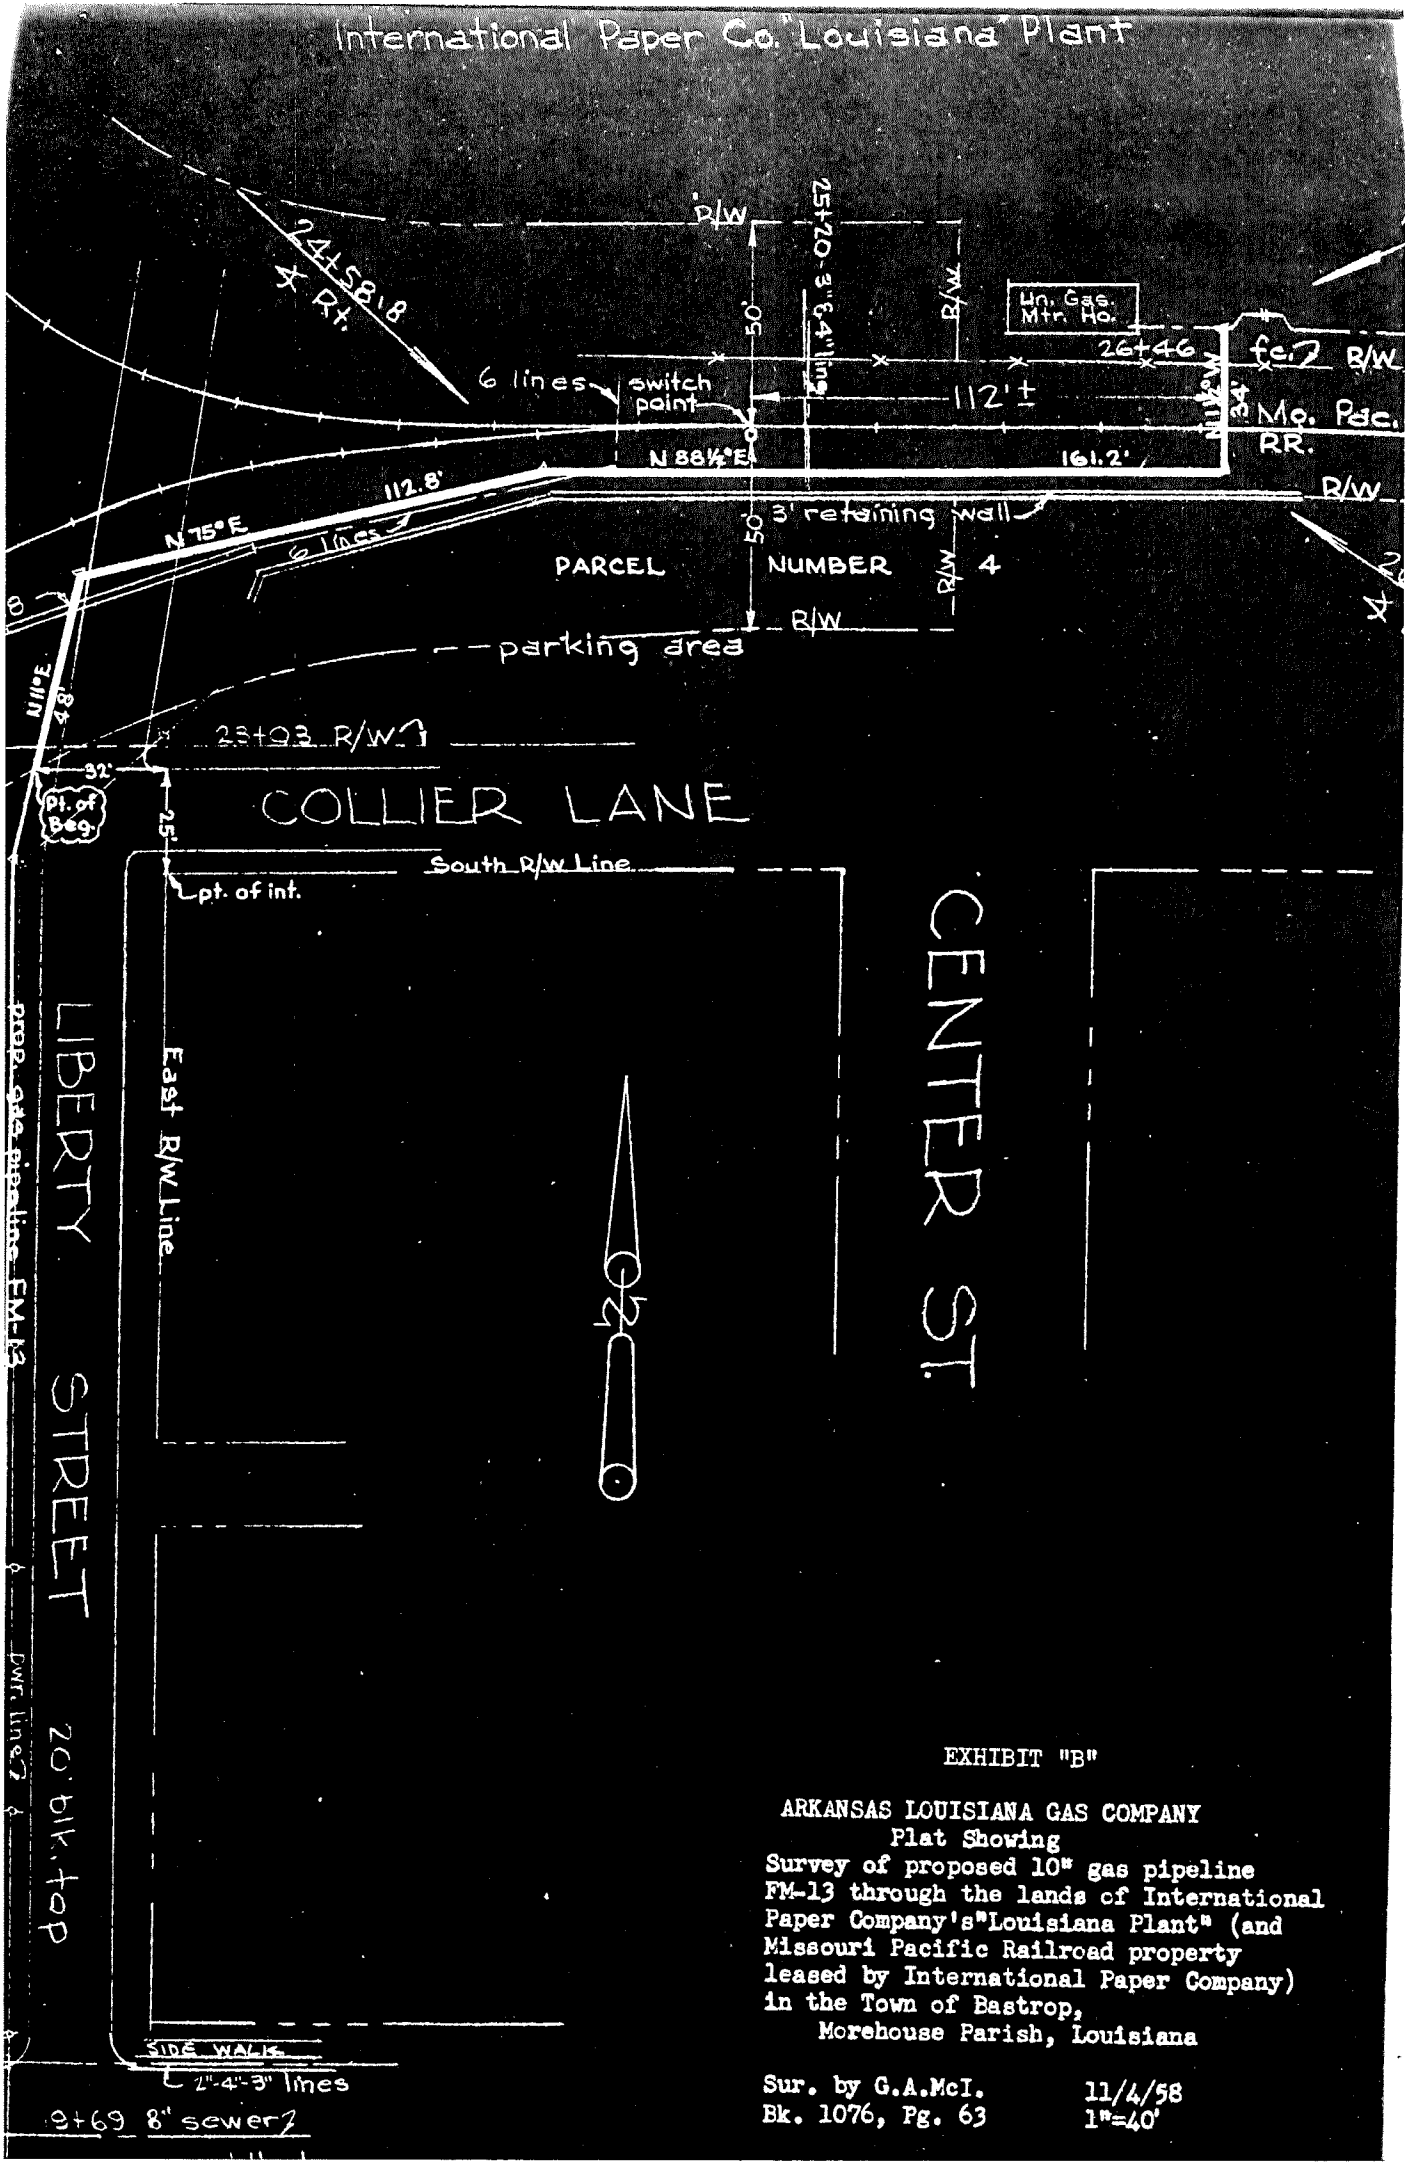 International Paper Co. "Louisiana" Plant
R/W
25+20-3"&4" line
24+58.8
Rt.
50'
R/W
Un. Gas.
Mtr. Ho.
26+46
fc.
R/W
6 lines
switch
point
112' ±
N 1½° W
34'
Mo. Pac.
RR.
N 88½° E
161.2'
R/W
112.8'
N 75° E
6 lines
3' retaining wall
50'
PARCEL NUMBER 4
R/W
R/W
8
parking area
N 11° E
48'
23+93 R/W
32'
Pt. of
Beg.
25'
COLLIER LANE
South R/W Line
pt. of int.
CENTER ST.
LIBERTY STREET 20' blk. top
East R/W Line
prop. gas pipeline FM-13
pwr. line
SIDE WALK
2"-4"-3" lines
9+69 8" sewer
EXHIBIT "B"
ARKANSAS LOUISIANA GAS COMPANY
Plat Showing
Survey of proposed 10" gas pipeline
FM-13 through the lands of International
Paper Company's"Louisiana Plant" (and
Missouri Pacific Railroad property
leased by International Paper Company)
in the Town of Bastrop,
Morehouse Parish, Louisiana
Sur. by G.A.McI. 11/4/58
Bk. 1076, Pg. 63 1"=40'